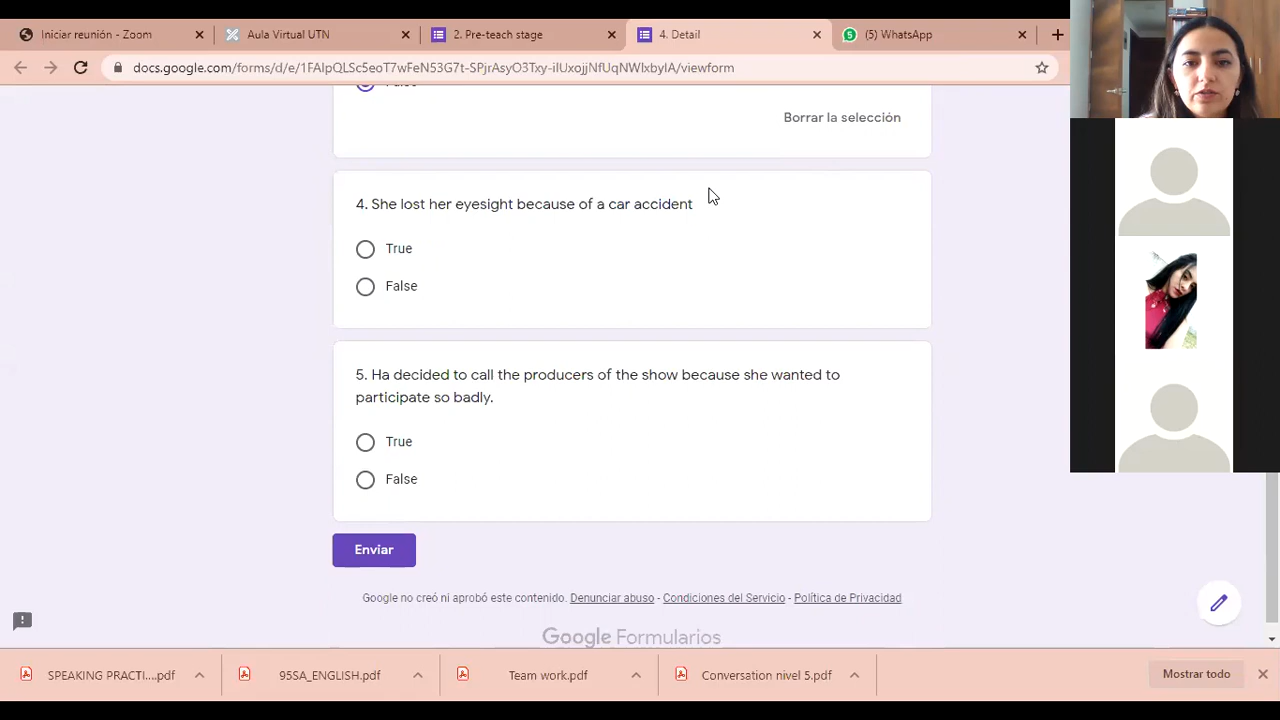 Iniciar reunión - Zoom
Aula Virtual UTN
2. Pre-teach stage
4. Detail
(5) WhatsApp
docs.google.com/forms/d/e/1FAIpQLSc5eoT7wFeN53G7t-SPjrAsyO3Txy-iIUxojjNfUqNWlxbyIA/viewform
False
Borrar la selección
4. She lost her eyesight because of a car accident
True
False
5. Ha decided to call the producers of the show because she wanted to
participate so badly.
True
False
Enviar
Google no creó ni aprobó este contenido. Denunciar abuso - Condiciones del Servicio - Política de Privacidad
Google Formularios
SPEAKING PRACTI....pdf
95SA_ENGLISH.pdf
Team work.pdf
Conversation nivel 5.pdf
Mostrar todo